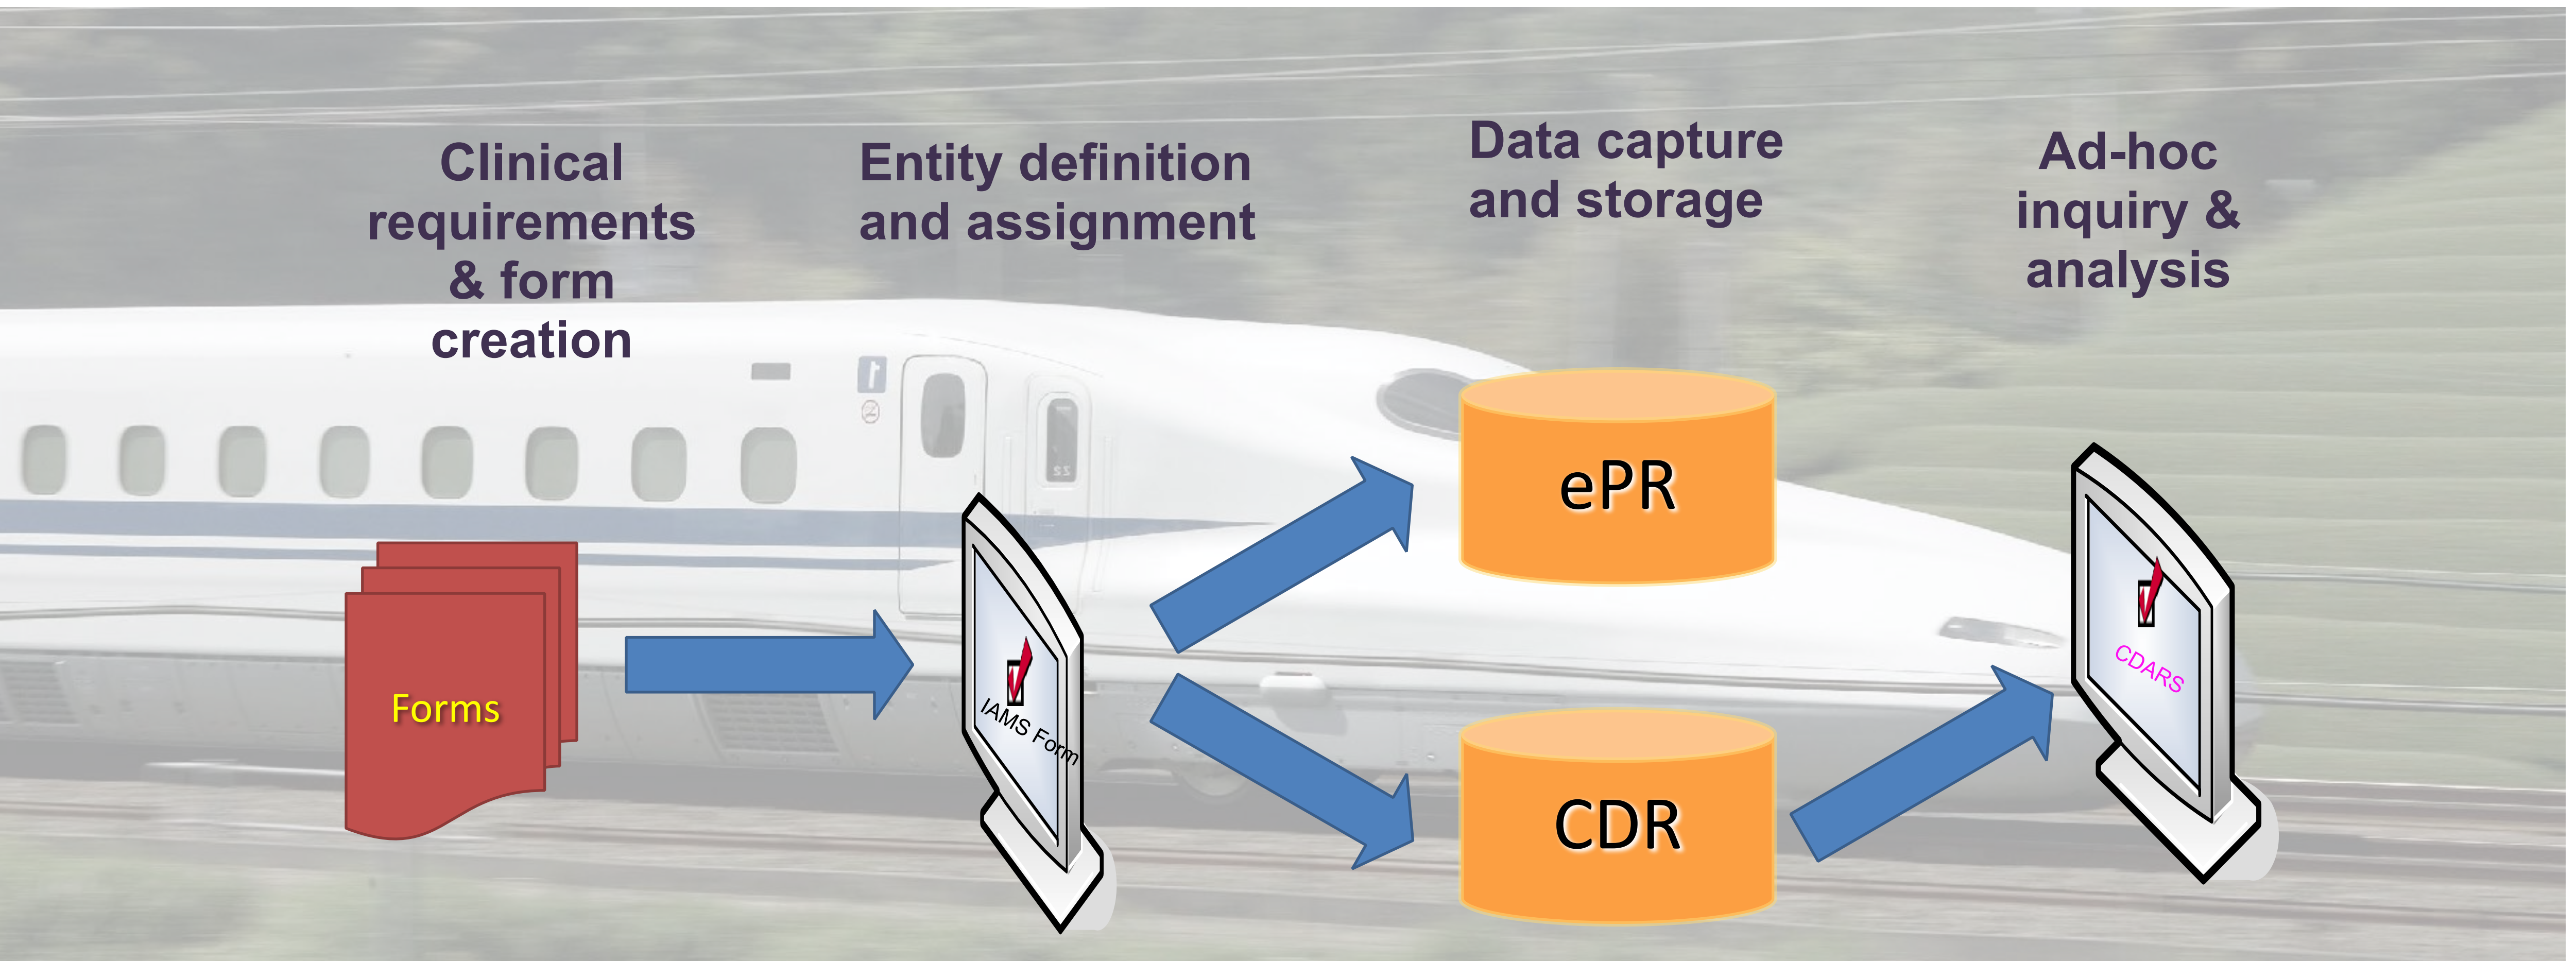 Clinical
requirements
& form
creation
Entity definition
and assignment
Data capture
and storage
Ad-hoc
inquiry &
analysis
Forms
IAMS Form
ePR
CDR
CDARS